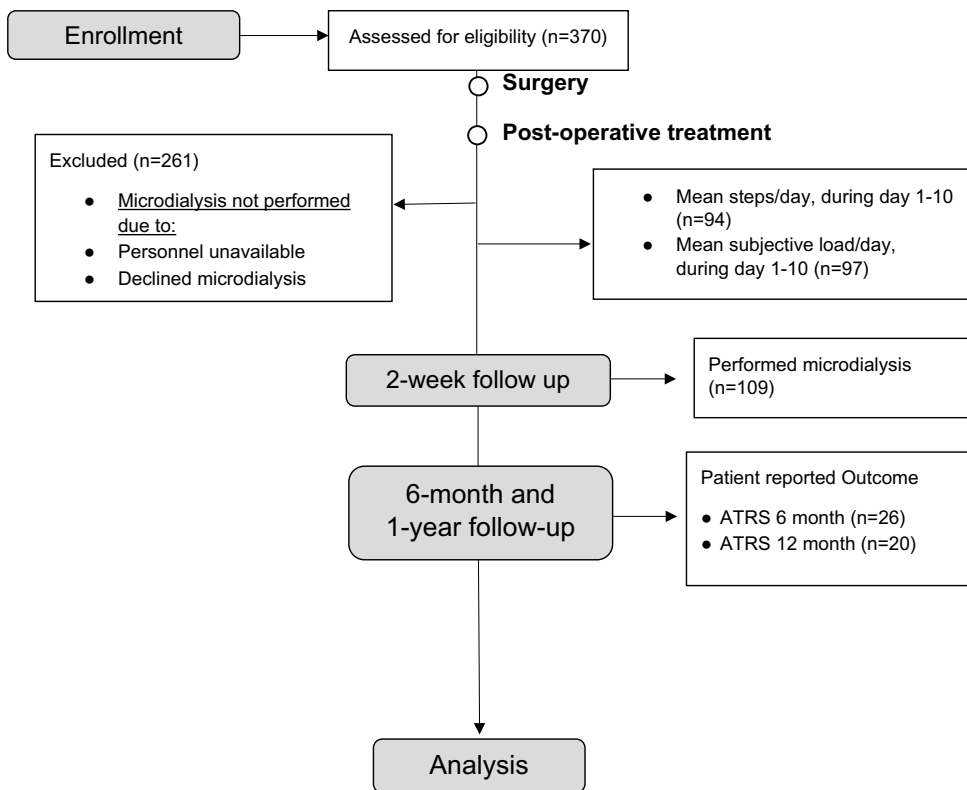 Enrollment
Assessed for eligibility (n=370)
Surgery
Post-operative treatment
Excluded (n=261)
● Microdialysis not performed
due to:
● Personnel unavailable
● Declined microdialysis
● Mean steps/day, during day 1-10
(n=94)
● Mean subjective load/day,
during day 1-10 (n=97)
2-week follow up
Performed microdialysis
(n=109)
6-month and
1-year follow-up
Patient reported Outcome
● ATRS 6 month (n=26)
● ATRS 12 month (n=20)
Analysis